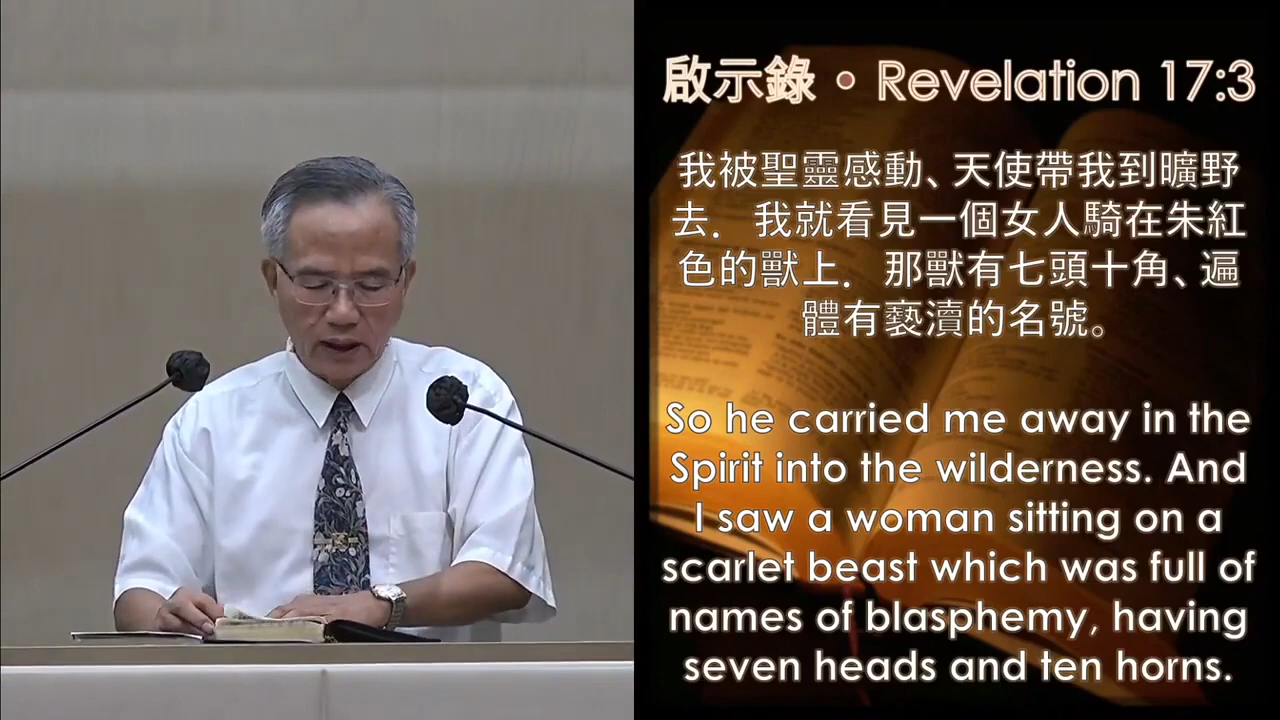 啟示錄 • Revelation 17:3
我被聖靈感動、天使帶我到曠野
去． 我就看見一個女人騎在朱紅
色的獸上． 那獸有七頭十角、遍
體有褻瀆的名號。
So he carried me away in the
Spirit into the wilderness. And
I saw a woman sitting on a
scarlet beast which was full of
names of blasphemy, having
seven heads and ten horns.